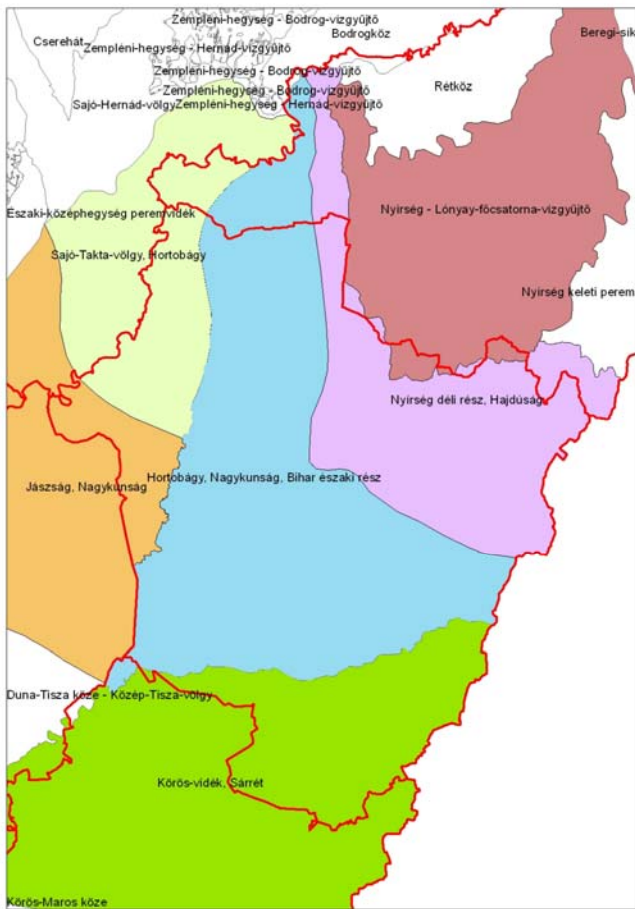 Zempléni-hegység - Bodrog-vízgyűjtő
Beregi-sík
Bodrogköz
Cserehát
Zempléni-hegység - Hernád-vízgyűjtő
Zempléni-hegység - Bodrog-vízgyűjtő
Rétköz
Zempléni-hegység - Bodrog-vízgyűjtő
Sajó-Hernád-völgy
Zempléni-hegység - Hernád-vízgyűjtő
Északi-középhegység peremvidék
Nyírség - Lónyay-főcsatorna-vízgyűjtő
Sajó-Takta-völgy, Hortobágy
Nyírség keleti perem
Nyírség déli rész, Hajdúság
Hortobágy, Nagykunság, Bihar északi rész
Jászság, Nagykunság
Duna-Tisza köze - Közép-Tisza-völgy
Körös-vidék, Sárrét
Körös-Maros köze